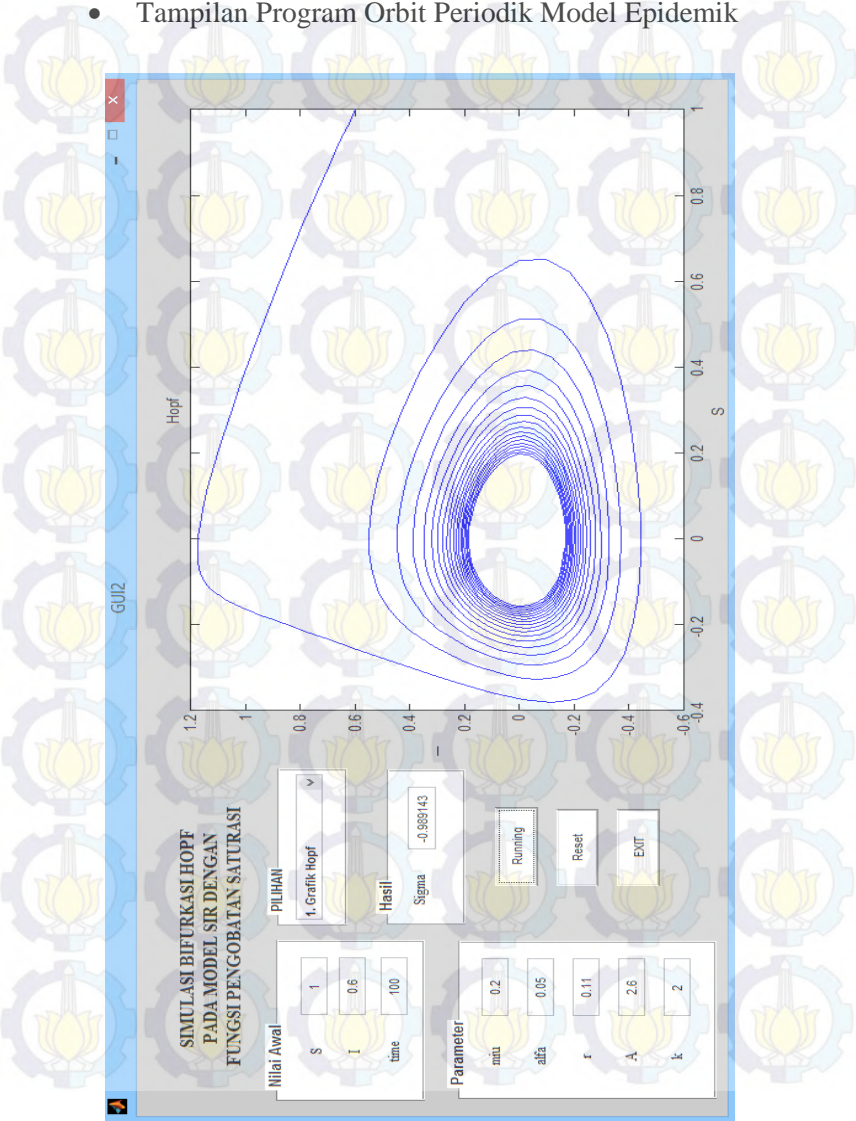 • Tampilan Program Orbit Periodik Model Epidemik
GUI2
SIMULASI BIFURKASI HOPF
PADA MODEL SIR DENGAN
FUNGSI PENGOBATAN SATURASI
Nilai Awal
S 1
I 0.6
time 100
PILIHAN
1. Grafik Hopf
Hasil
Sigma -0.989143
Parameter
miu 0.2
alfa 0.05
r 0.11
A 2.6
k 2
Running
Reset
EXIT
Hopf
1.2
1
0.8
0.6
0.4
0.2
0
-0.2
-0.4
-0.6
I
-0.4 -0.2 0 0.2 0.4 0.6 0.8 1
S